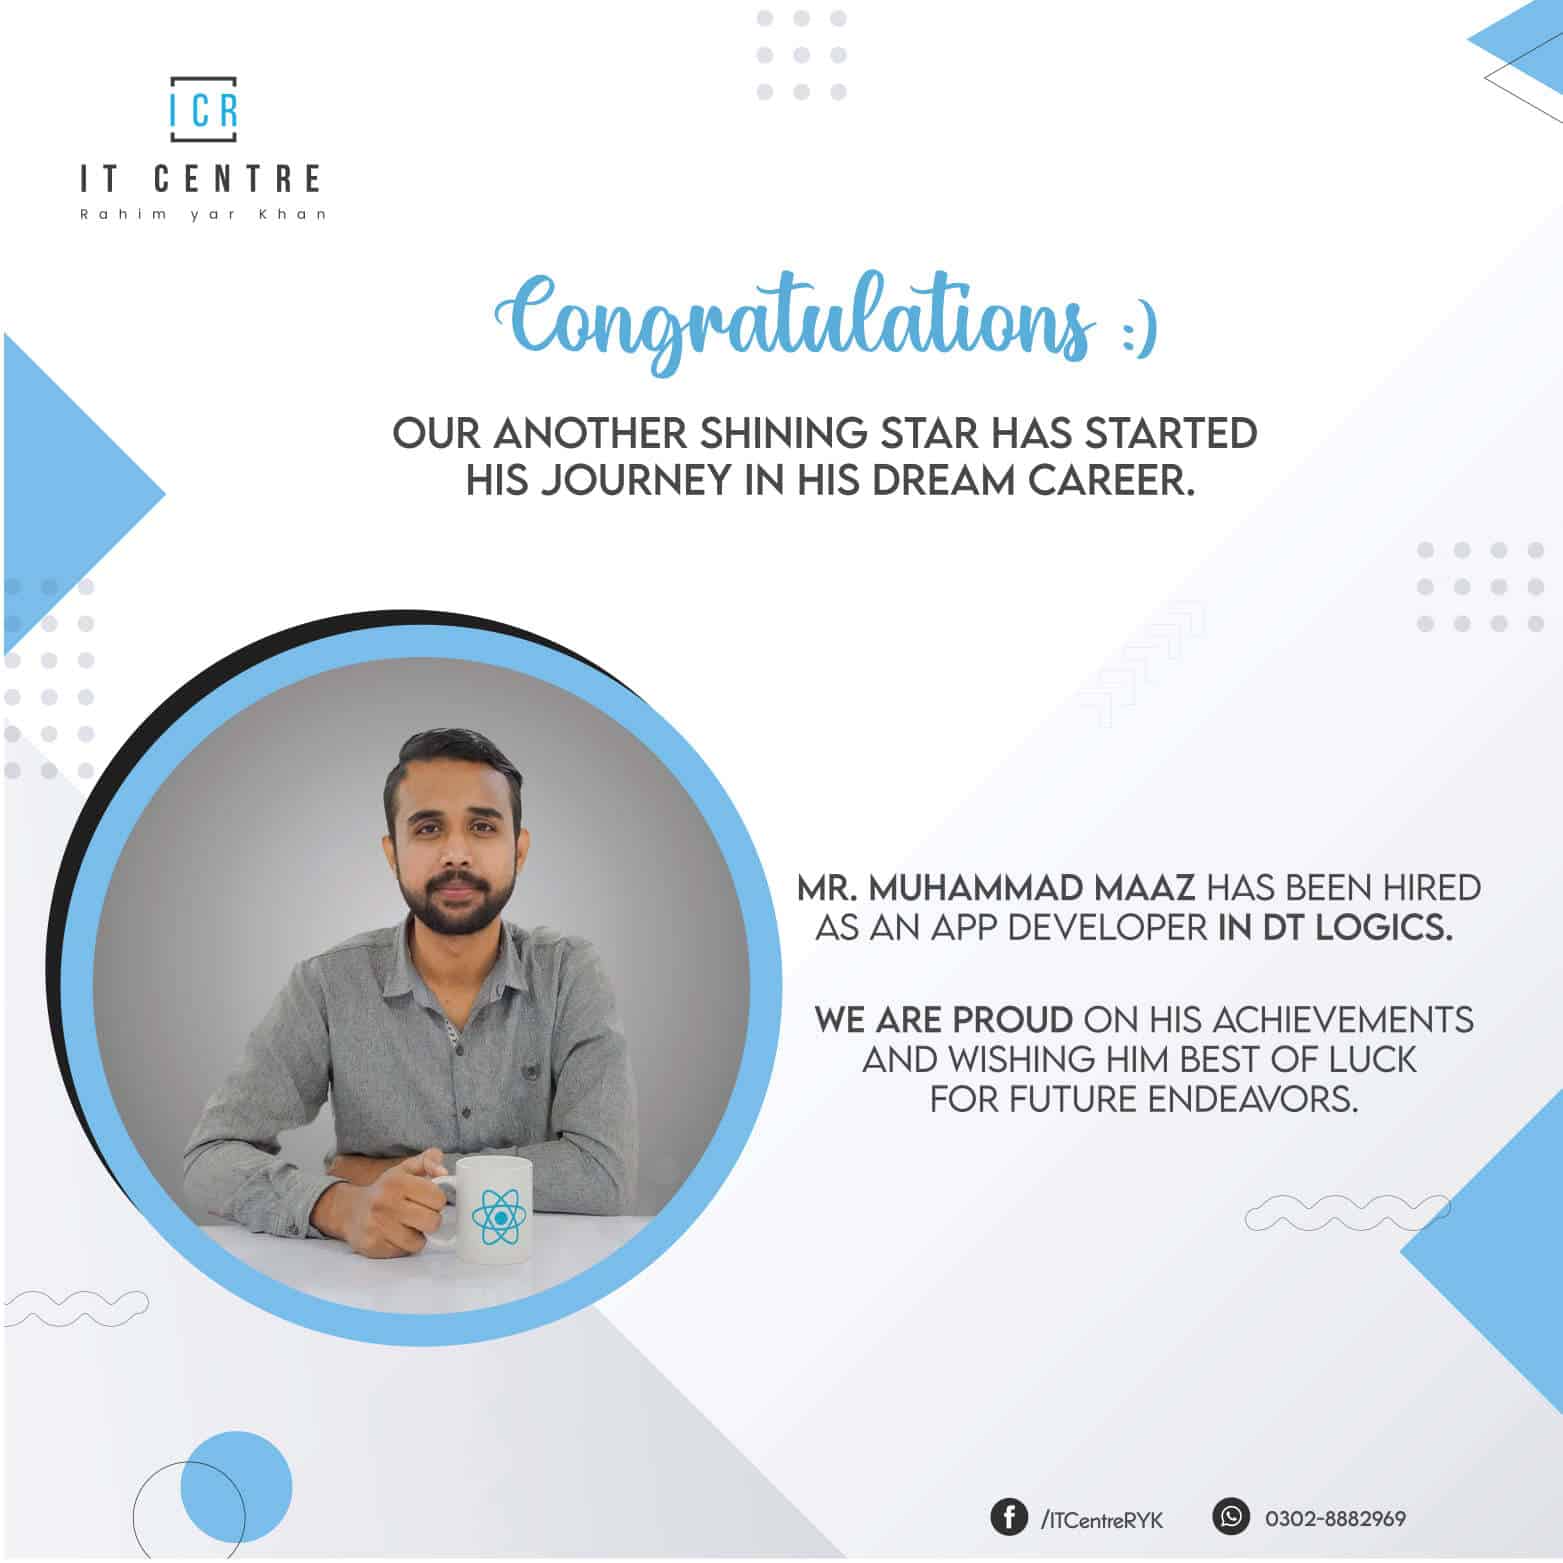 ICR
IT CENTRE
Rahim yar Khan
Congratulations :)
OUR ANOTHER SHINING STAR HAS STARTED
HIS JOURNEY IN HIS DREAM CAREER.
MR. MUHAMMAD MAAZ HAS BEEN HIRED
AS AN APP DEVELOPER IN DT LOGICS.
WE ARE PROUD ON HIS ACHIEVEMENTS
AND WISHING HIM BEST OF LUCK
FOR FUTURE ENDEAVORS.
/ITCentreRYK
0302-8882969